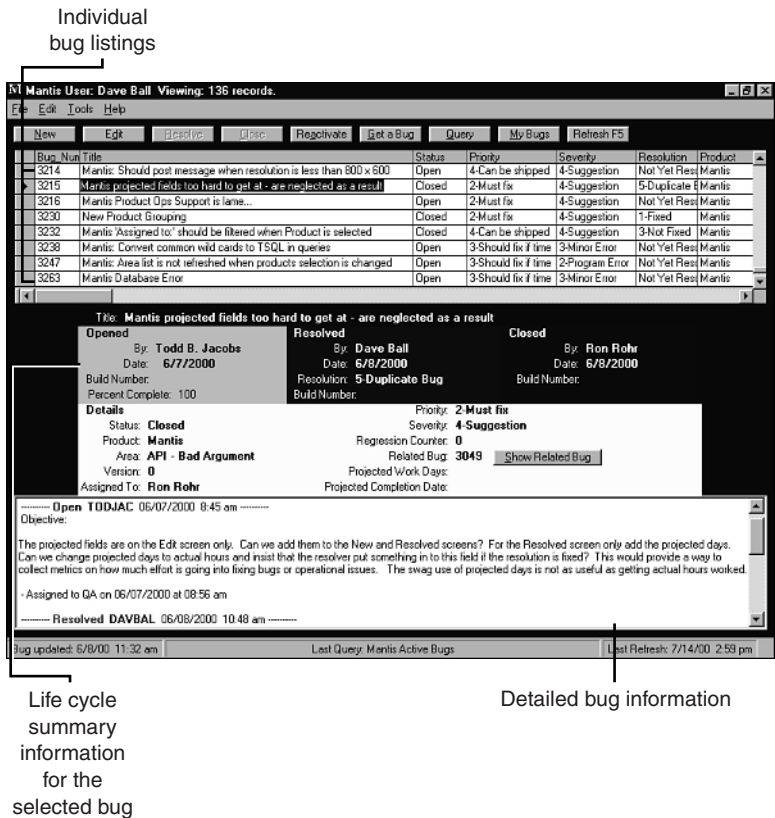 Individual
bug listings
Mantis User: Dave Ball Viewing: 136 records.
File Edit Tools Help
New Edit Resolve Close Reactivate Get a Bug Query My Bugs Refresh F5
Bug_Num Title Status Priority Severity Resolution Product
3214 Mantis: Should post message when resolution is less than 800 x 600 Open 4-Can be shipped 4-Suggestion Not Yet Res Mantis
3215 Mantis projected fields too hard to get at - are neglected as a result Closed 2-Must fix 4-Suggestion 5-Duplicate B Mantis
3216 Mantis Product Ops Support is lame... Open 2-Must fix 4-Suggestion Not Yet Res Mantis
3230 New Product Grouping Closed 2-Must fix 4-Suggestion 1-Fixed Mantis
3232 Mantis 'Assigned to:' should be filtered when Product is selected Closed 4-Can be shipped 4-Suggestion 3-Not Fixed Mantis
3238 Mantis: Convert common wild cards to TSQL in queries Open 3-Should fix if time 3-Minor Error Not Yet Res Mantis
3247 Mantis: Area list is not refreshed when products selection is changed Open 3-Should fix if time 2-Program Error Not Yet Res Mantis
3263 Mantis Database Error Open 3-Should fix if time 3-Minor Error Not Yet Res Mantis
Title: Mantis projected fields too hard to get at - are neglected as a result
Opened Resolved Closed
By: Todd B. Jacobs By: Dave Ball By: Ron Rohr
Date: 6/7/2000 Date: 6/8/2000 Date: 6/8/2000
Build Number: Resolution: 5-Duplicate Bug Build Number:
Percent Complete: 100 Build Number:
Details Priority: 2-Must fix
Status: Closed Severity: 4-Suggestion
Product: Mantis Regression Counter: 0
Area: API - Bad Argument Related Bug: 3049 Show Related Bug
Version: 0 Projected Work Days:
Assigned To: Ron Rohr Projected Completion Date:
---------- Open TODJAC 06/07/2000 8:45 am ----------
Objective:
The projected fields are on the Edit screen only. Can we add them to the New and Resolved screens? For the Resolved screen only add the projected days.
Can we change projected days to actual hours and insist that the resolver put something in to this field if the resolution is fixed? This would provide a way to
collect metrics on how much effort is going into fixing bugs or operational issues. The swag use of projected days is not as useful as getting actual hours worked.
- Assigned to QA on 06/07/2000 at 08:56 am
---------- Resolved DAVBAL 06/08/2000 10:48 am ----------
Bug updated: 6/8/00 11:32 am Last Query: Mantis Active Bugs Last Refresh: 7/14/00 2:59 pm
Life cycle
summary
information
for the
selected bug
Detailed bug information